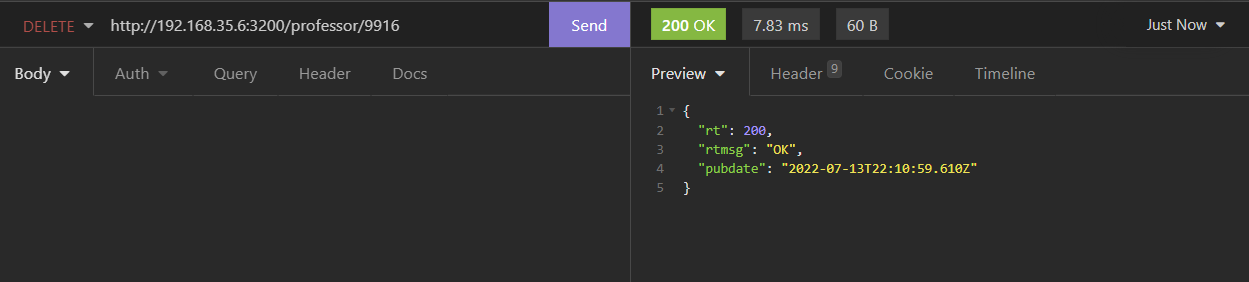 DELETE http://192.168.35.6:3200/professor/9916 Send 200 OK 7.83 ms 60 B Just Now
Body Auth Query Header Docs Preview Header 9 Cookie Timeline
1 {
2 "rt": 200,
3 "rtmsg": "OK",
4 "pubdate": "2022-07-13T22:10:59.610Z"
5 }